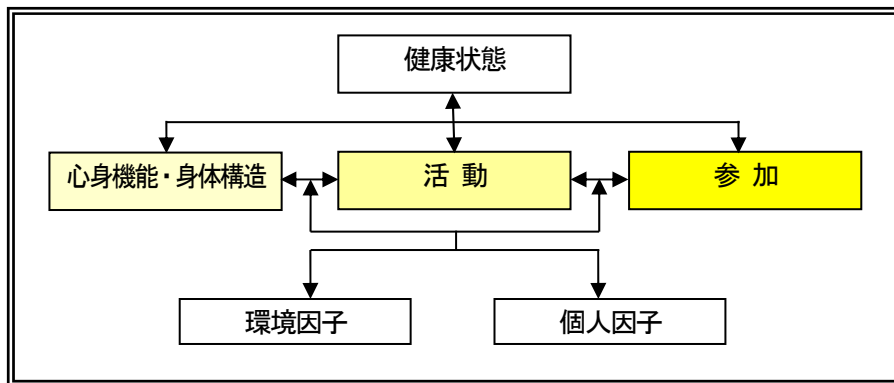 健康状態
心身機能・身体構造
活 動
参 加
環境因子
個人因子